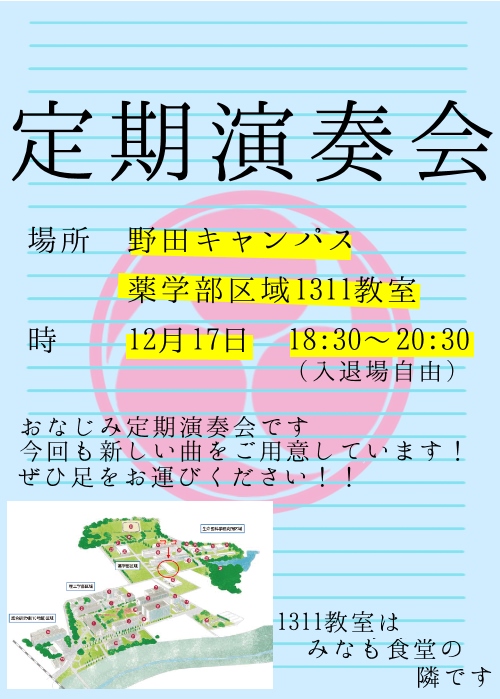 定期演奏会
場所 野田キャンパス
薬学部区域1311教室
時 12月17日 18:30～20:30
（入退場自由）
おなじみ定期演奏会です
今回も新しい曲をご用意しています！
ぜひ足をお運びください！！
薬学部区域
1311教室は
みなも食堂の
隣です